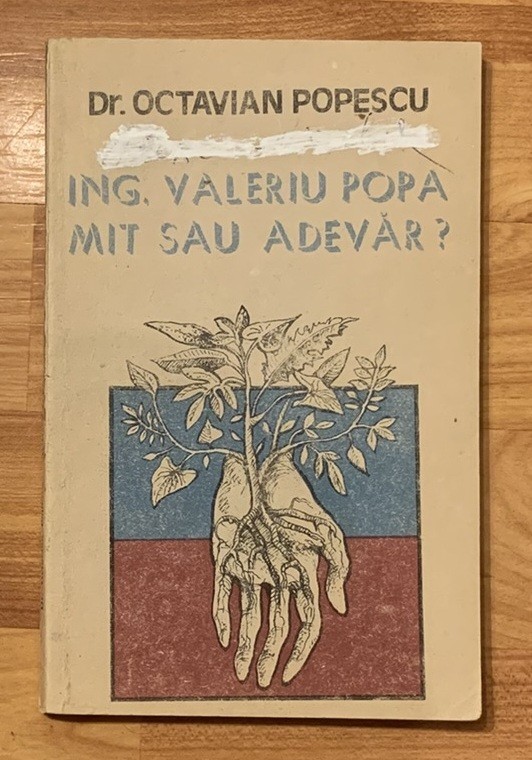 Dr. OCTAVIAN POPESCU
ING. VALERIU POPA
MIT SAU ADEVĂR?